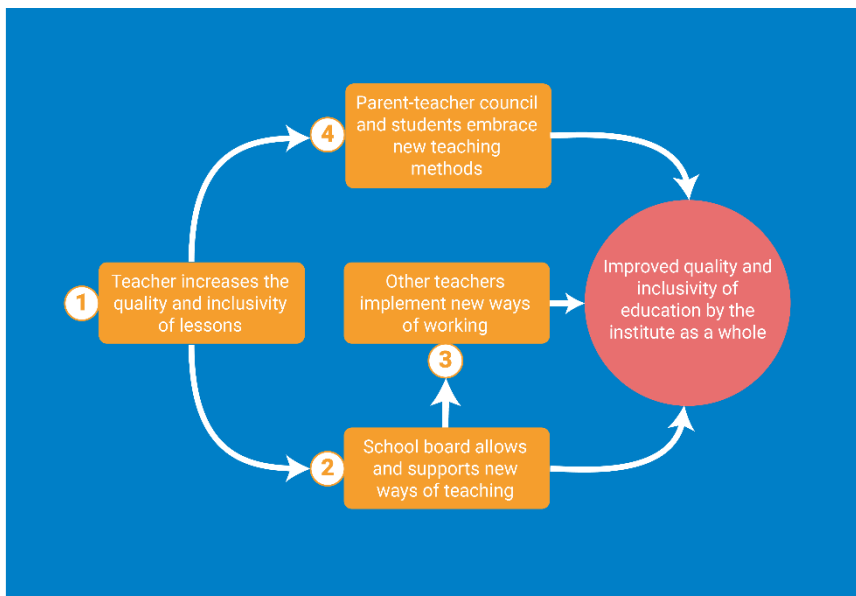 4
Parent-teacher council
and students embrace
new teaching
methods
1
Teacher increases the
quality and inclusivity
of lessons
Other teachers
implement new ways
of working
3
Improved quality and
inclusivity of
education by the
institute as a whole
2
School board allows
and supports new
ways of teaching